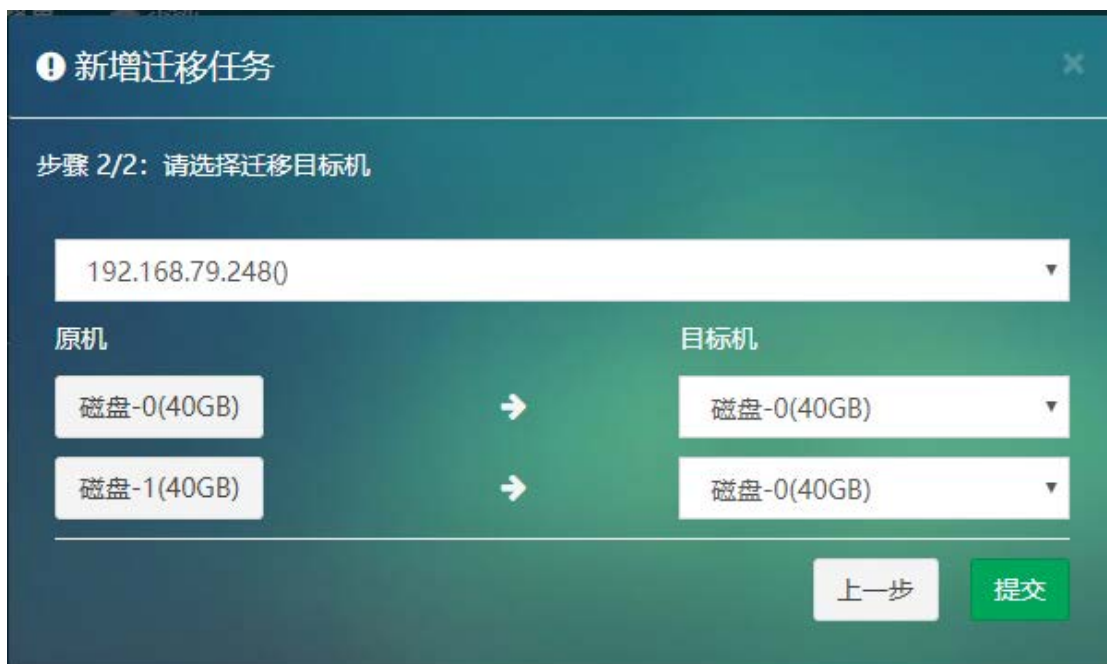 新增迁移任务
步骤 2/2：请选择迁移目标机
192.168.79.248()
原机 目标机
磁盘-0(40GB) 磁盘-0(40GB)
磁盘-1(40GB) 磁盘-0(40GB)
上一步 提交